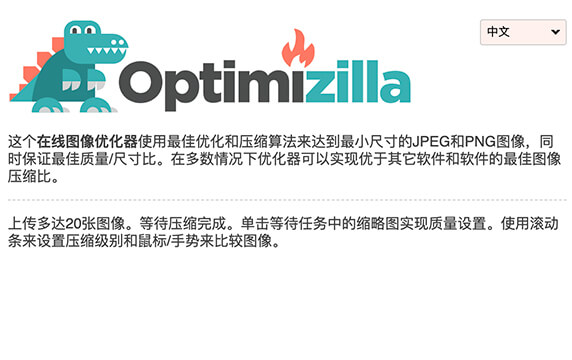 中文
Optimizilla
这个在线图像优化器使用最佳优化和压缩算法来达到最小尺寸的JPEG和PNG图像，同
时保证最佳质量/尺寸比。在多数情况下优化器可以实现优于其它软件和软件的最佳图像
压缩比。
上传多达20张图像。等待压缩完成。单击等待任务中的缩略图实现质量设置。使用滚动
条来设置压缩级别和鼠标/手势来比较图像。